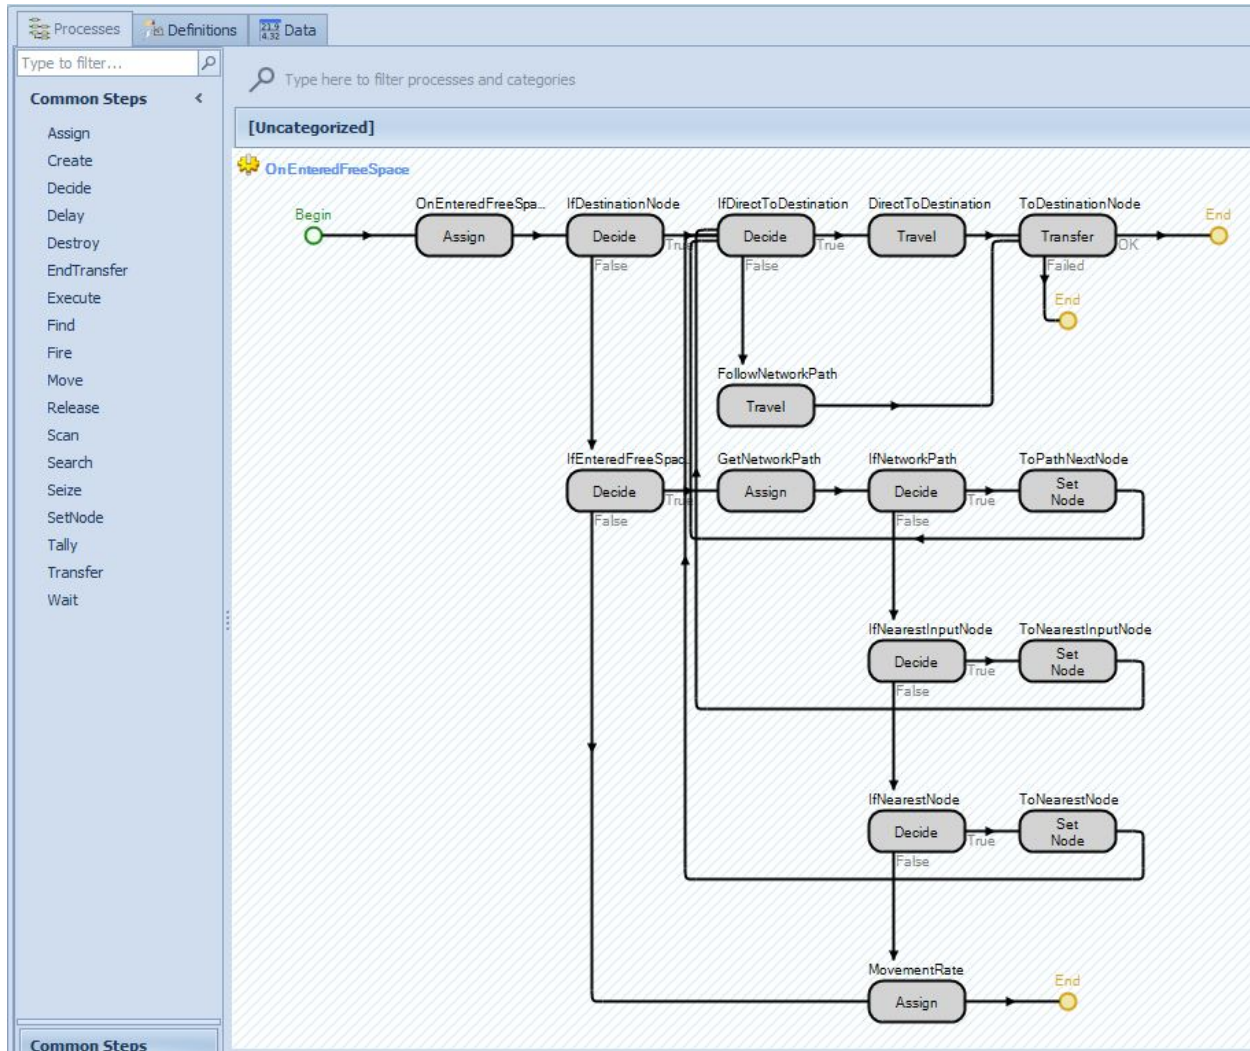 Processes Definitions 21.9 4.32 Data
Type to filter...
Type here to filter processes and categories
Common Steps
[Uncategorized]
Assign
Create
Decide
Delay
Destroy
EndTransfer
Execute
Find
Fire
Move
Release
Scan
Search
Seize
SetNode
Tally
Transfer
Wait
Common Steps
OnEnteredFreeSpace
Begin OnEnteredFreeSpa... IfDestinationNode IfDirectToDestination DirectToDestination ToDestinationNode End
Assign Decide Decide Travel Transfer
True True OK
False False Failed
End
FollowNetworkPath
Travel
IfEnteredFreeSpac... GetNetworkPath IfNetworkPath ToPathNextNode
Decide Assign Decide Set
Node
True True
False False
IfNearestInputNode ToNearestInputNode
Decide Set
Node
True
False
IfNearestNode ToNearestNode
Decide Set
Node
True
False
MovementRate End
Assign